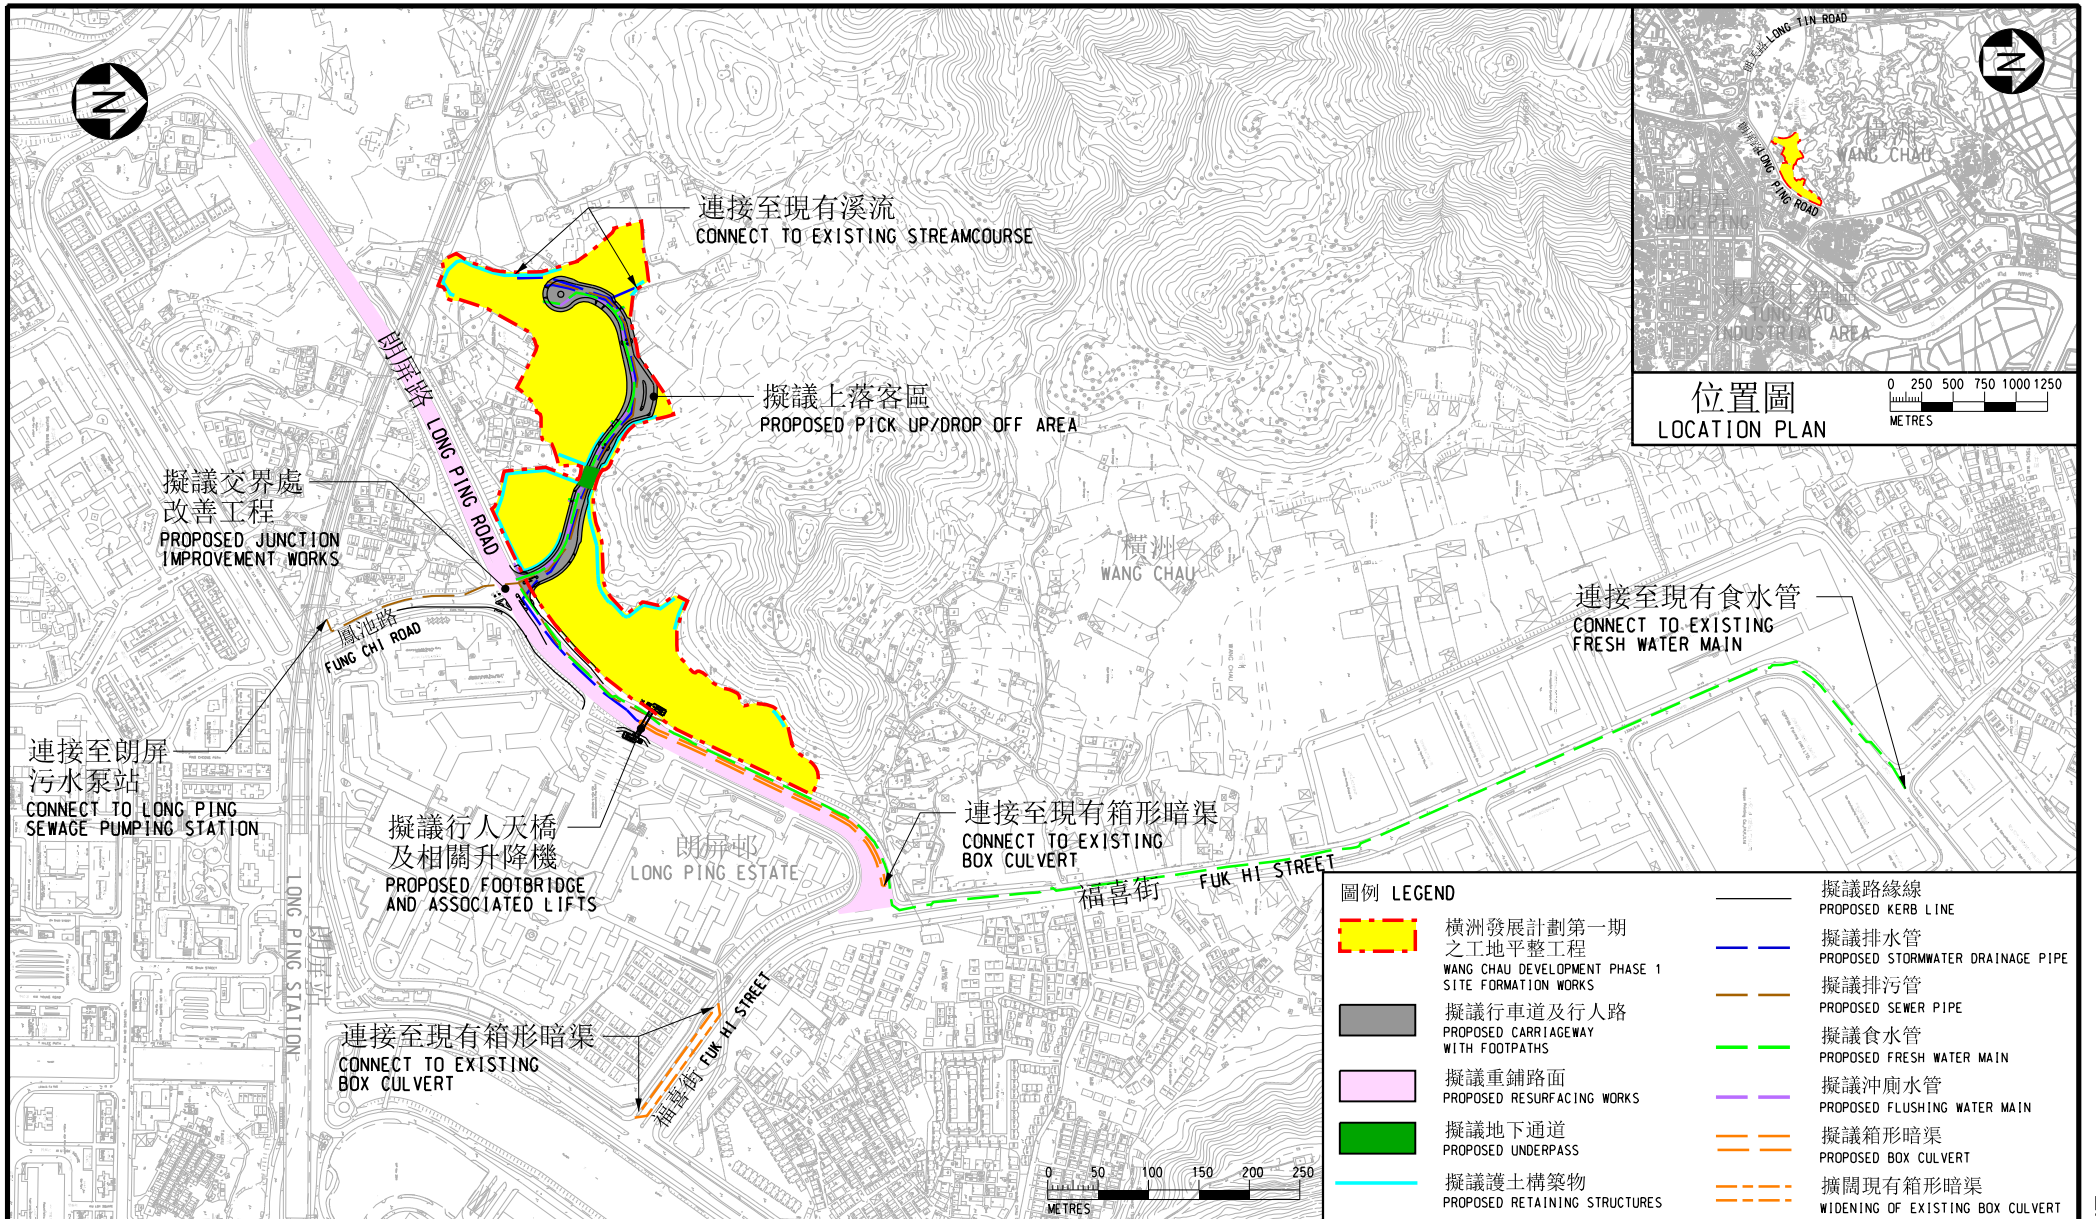 N
連接至現有溪流
CONNECT TO EXISTING STREAMCOURSE
朗屏路 LONG PING ROAD
擬議上落客區
PROPOSED PICK UP/DROP OFF AREA
擬議交界處
改善工程
PROPOSED JUNCTION
IMPROVEMENT WORKS
鳳池路
FUNG CHI ROAD
連接至朗屏
污水泵站
CONNECT TO LONG PING
SEWAGE PUMPING STATION
擬議行人天橋
及相關升降機
PROPOSED FOOTBRIDGE
AND ASSOCIATED LIFTS
朗屏邨
LONG PING ESTATE
朗屏站
LONG PING STATION
橫洲
WANG CHAU
WANG CHAU
連接至現有食水管
CONNECT TO EXISTING
FRESH WATER MAIN
連接至現有箱形暗渠
CONNECT TO EXISTING
BOX CULVERT
福喜街 FUK HI STREET
連接至現有箱形暗渠
CONNECT TO EXISTING
BOX CULVERT
福喜街 FUK HI STREET
0 50 100 150 200 250
METRES
N
LONG TIN ROAD
橫洲
WANG CHAU
LONG PING ROAD
朗屏
LONG PING
東頭工業區
TUNG TAU
INDUSTRIAL AREA
位置圖
LOCATION PLAN
0 250 500 750 1000 1250
METRES
圖例 LEGEND
橫洲發展計劃第一期
之工地平整工程
WANG CHAU DEVELOPMENT PHASE 1
SITE FORMATION WORKS
擬議行車道及行人路
PROPOSED CARRIAGEWAY
WITH FOOTPATHS
擬議重鋪路面
PROPOSED RESURFACING WORKS
擬議地下通道
PROPOSED UNDERPASS
擬議護土構築物
PROPOSED RETAINING STRUCTURES
擬議路緣線
PROPOSED KERB LINE
擬議排水管
PROPOSED STORMWATER DRAINAGE PIPE
擬議排污管
PROPOSED SEWER PIPE
擬議食水管
PROPOSED FRESH WATER MAIN
擬議沖廁水管
PROPOSED FLUSHING WATER MAIN
擬議箱形暗渠
PROPOSED BOX CULVERT
擴闊現有箱形暗渠
WIDENING OF EXISTING BOX CULVERT